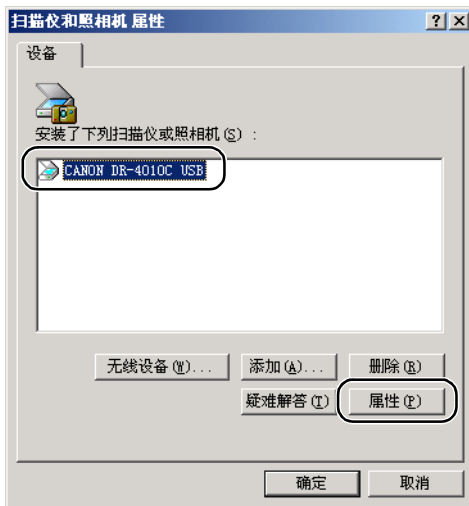 扫描仪和照相机 属性
设备
安装了下列扫描仪或照相机(S)：
CANON DR-4010C USB
无线设备(W)... 添加(A)... 删除(R)
疑难解答(T) 属性(P)
确定 取消